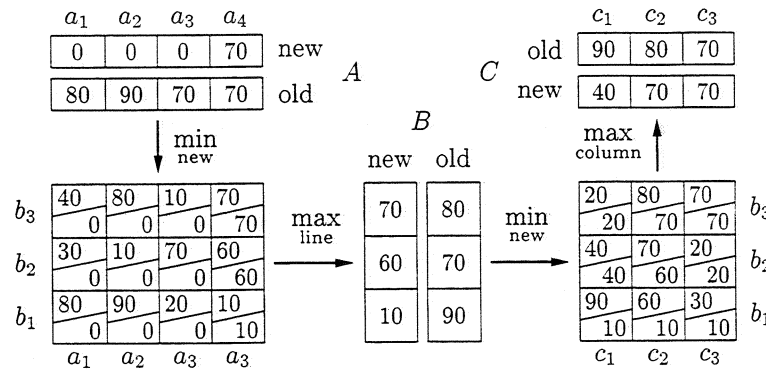 a₁ a₂ a₃ a₄ c₁ c₂ c₃
0 0 0 70 new old 90 80 70
80 90 70 70 old A C new 40 70 70
B
min new
max column
new old
b₃ 40 0 80 0 10 0 70 70
70 80
20 20 80 70 70 70 b₃
b₂ 30 0 10 0 70 0 60 60
max line
60 70
min new
40 40 70 60 20 20 b₂
b₁ 80 0 90 0 20 0 10 10
10 90
90 10 60 10 30 10 b₁
a₁ a₂ a₃ a₃ c₁ c₂ c₃